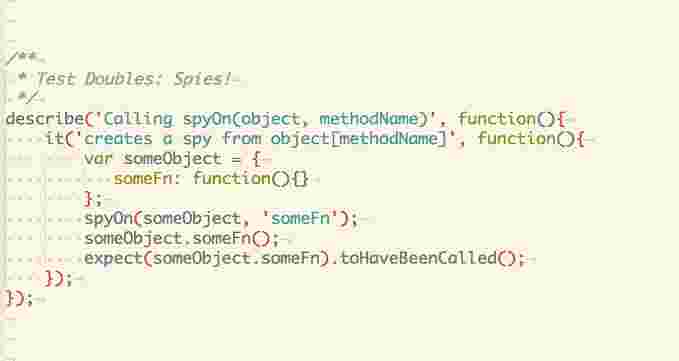 /**
 * Test Doubles: Spies!
 */
describe('Calling spyOn(object, methodName)', function(){
    it('creates a spy from object[methodName]', function(){
        var someObject = {
           someFn: function(){}
        };
        spyOn(someObject, 'someFn');
        someObject.someFn();
        expect(someObject.someFn).toHaveBeenCalled();
    });
});